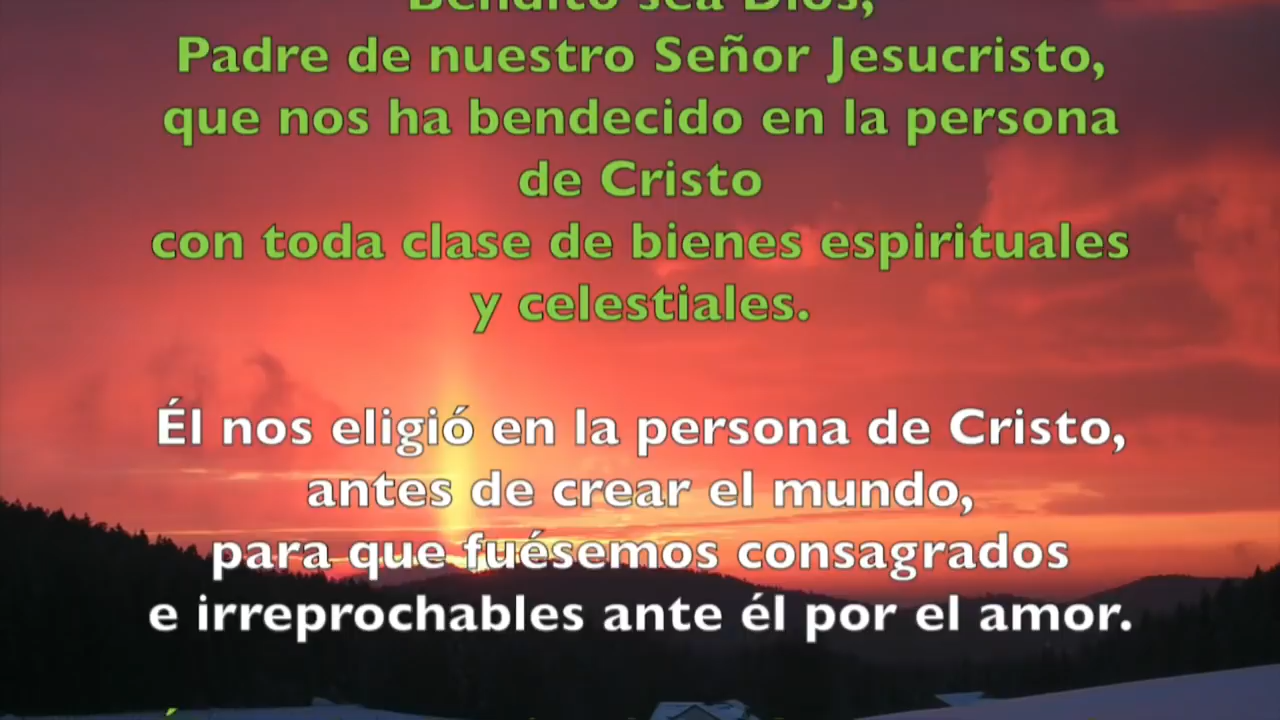 Bendito sea Dios,
Padre de nuestro Señor Jesucristo,
que nos ha bendecido en la persona
de Cristo
con toda clase de bienes espirituales
y celestiales.
Él nos eligió en la persona de Cristo,
antes de crear el mundo,
para que fuésemos consagrados
e irreprochables ante él por el amor.